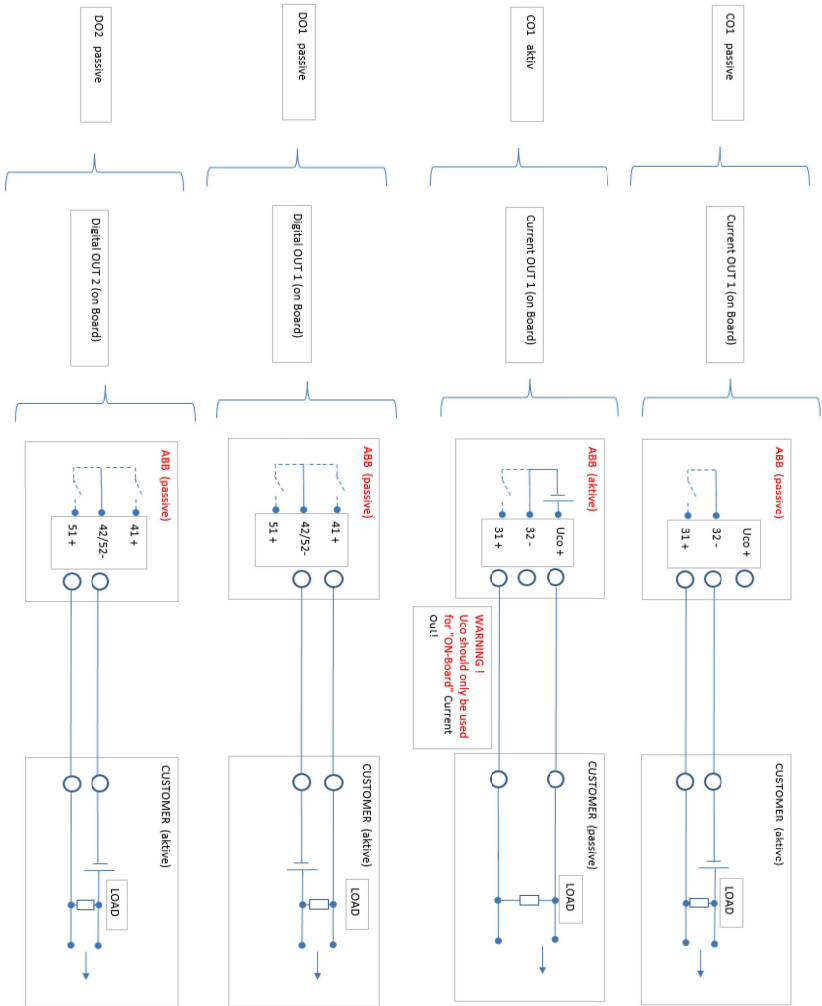 CO1 passive
Current OUT 1 (on Board)
ABB (passive)
Uco +
32 -
31 +
CUSTOMER (aktive)
LOAD
CO1 aktiv
Current OUT 1 (on Board)
ABB (aktive)
Uco +
32 -
31 +
WARNING !
Uco should only be used
for "ON-Board" Current
Out!
CUSTOMER (passive)
LOAD
DO1 passive
Digital OUT 1 (on Board)
ABB (passive)
41 +
42/52-
51 +
CUSTOMER (aktive)
LOAD
DO2 passive
Digital OUT 2 (on Board)
ABB (passive)
41 +
42/52-
51 +
CUSTOMER (aktive)
LOAD